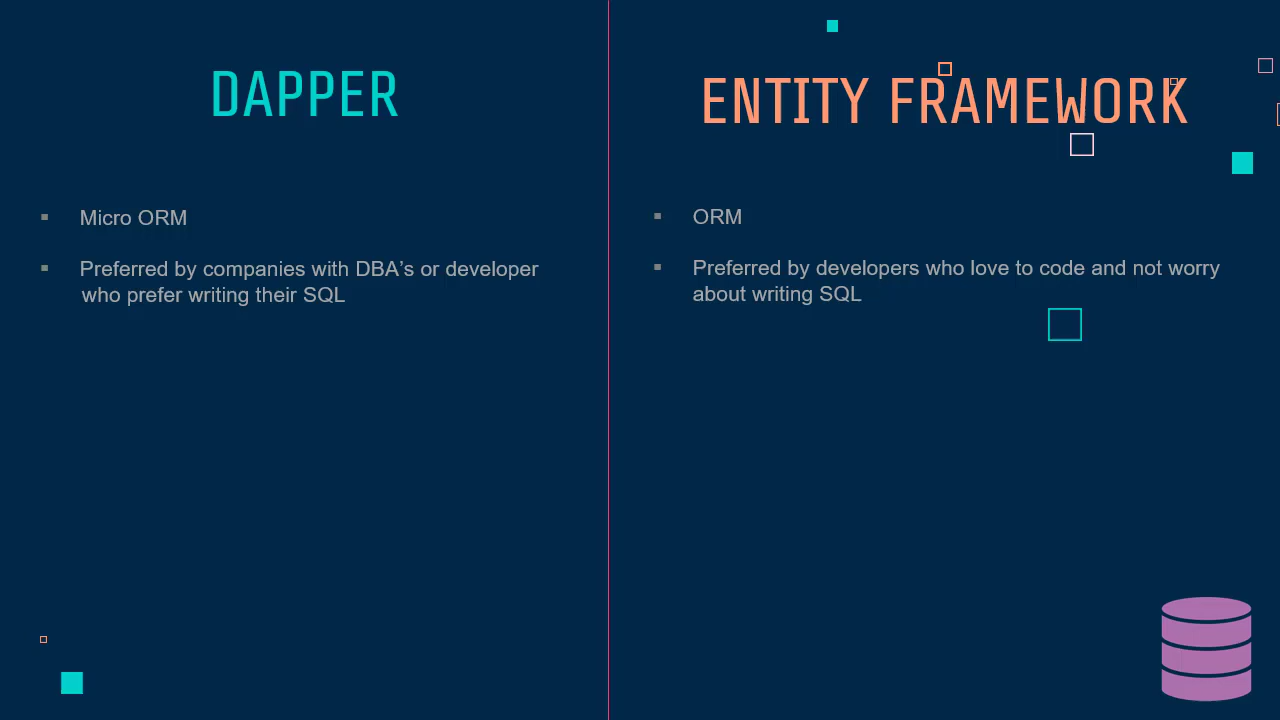 DAPPER
Micro ORM
Preferred by companies with DBA’s or developer
who prefer writing their SQL
ENTITY FRAMEWORK
ORM
Preferred by developers who love to code and not worry
about writing SQL